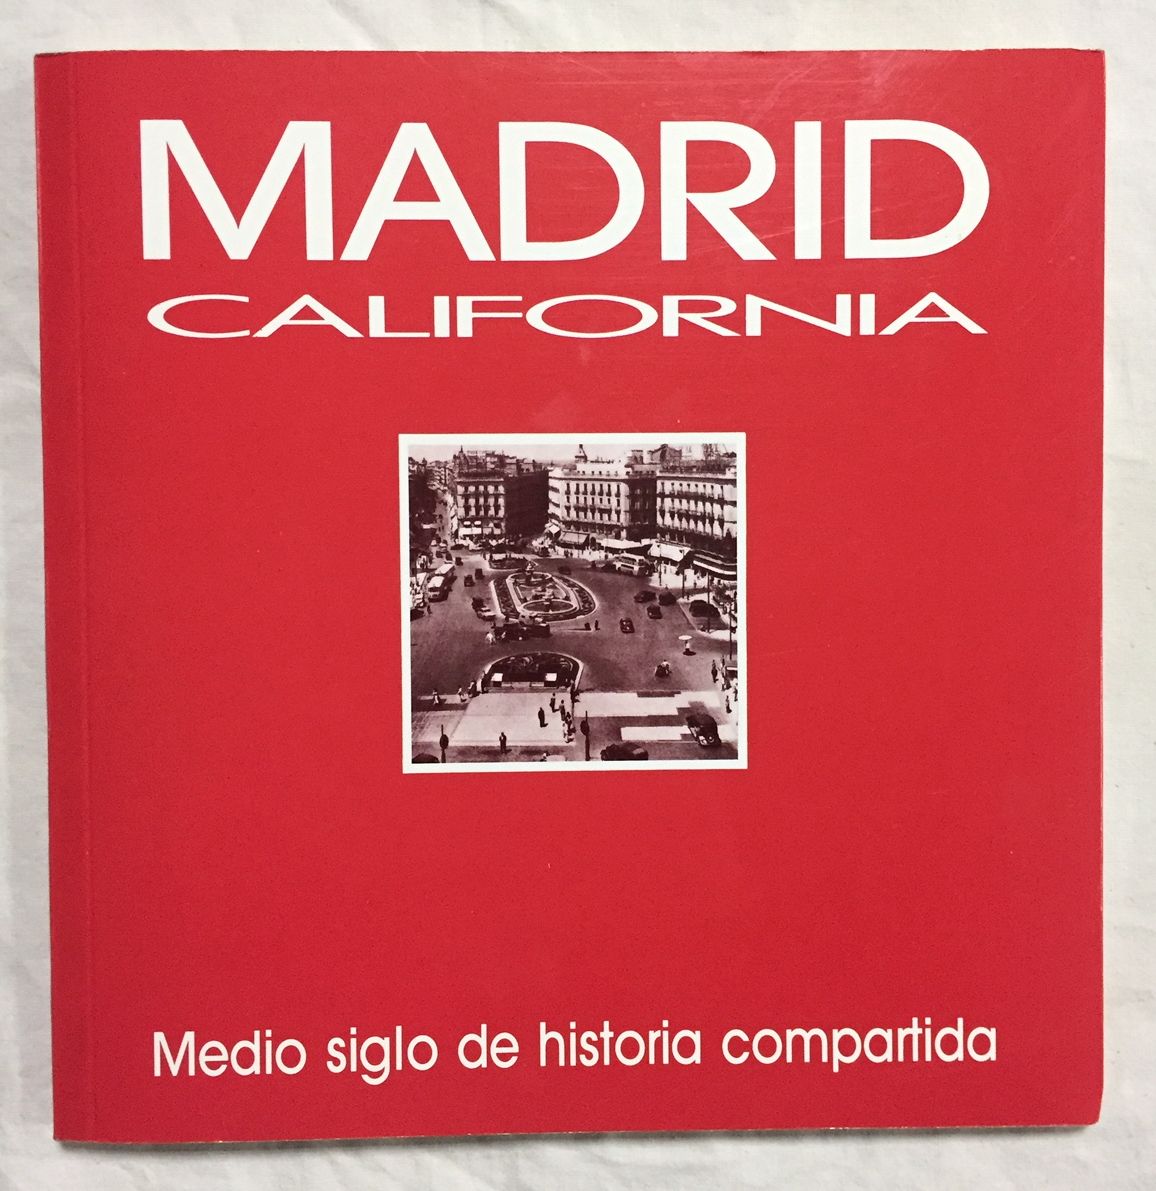 MADRID
CALIFORNIA
Medio siglo de historia compartida